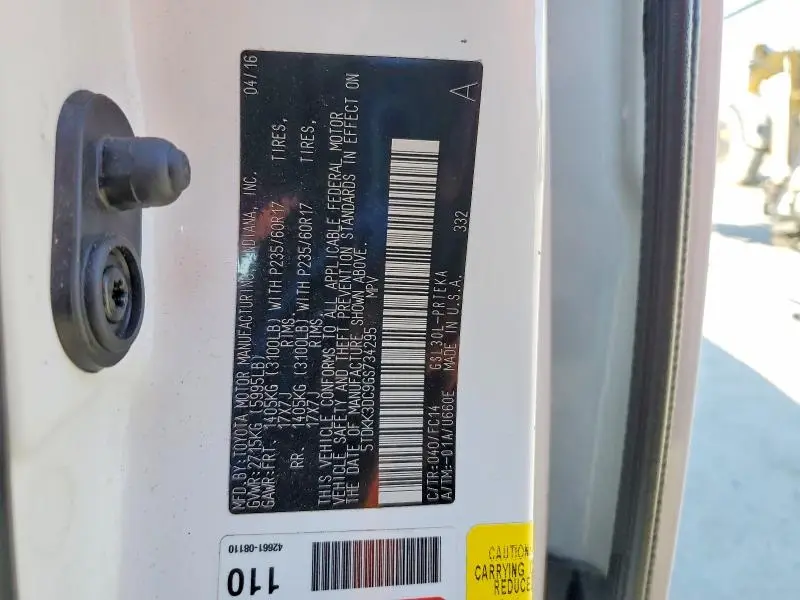 TOYOTA MOTOR MANUFACTURING, INDIANA, INC. 04/16
GVWR:2715KG (5995LB)
GAWR:FRT. 1405KG (3100LB) WITH P235/60R17 TIRES,
17X7J RIMS,
RR. 1405KG (3100LB) WITH P235/60R17 TIRES,
17X7J RIMS.
THIS VEHICLE CONFORMS TO ALL APPLICABLE FEDERAL MOTOR
VEHICLE SAFETY AND THEFT PREVENTION STANDARDS IN EFFECT ON
THE DATE OF MANUFACTURE SHOWN ABOVE.
5TDKK3DC9GS734295 MPV A
C/TR:040/FC14 GSL30L-PRTEKA 332
A/TM:-01A/U660E MADE IN U.S.A.
42661-08110
110
CAUTION
CARRYING
REDUCE